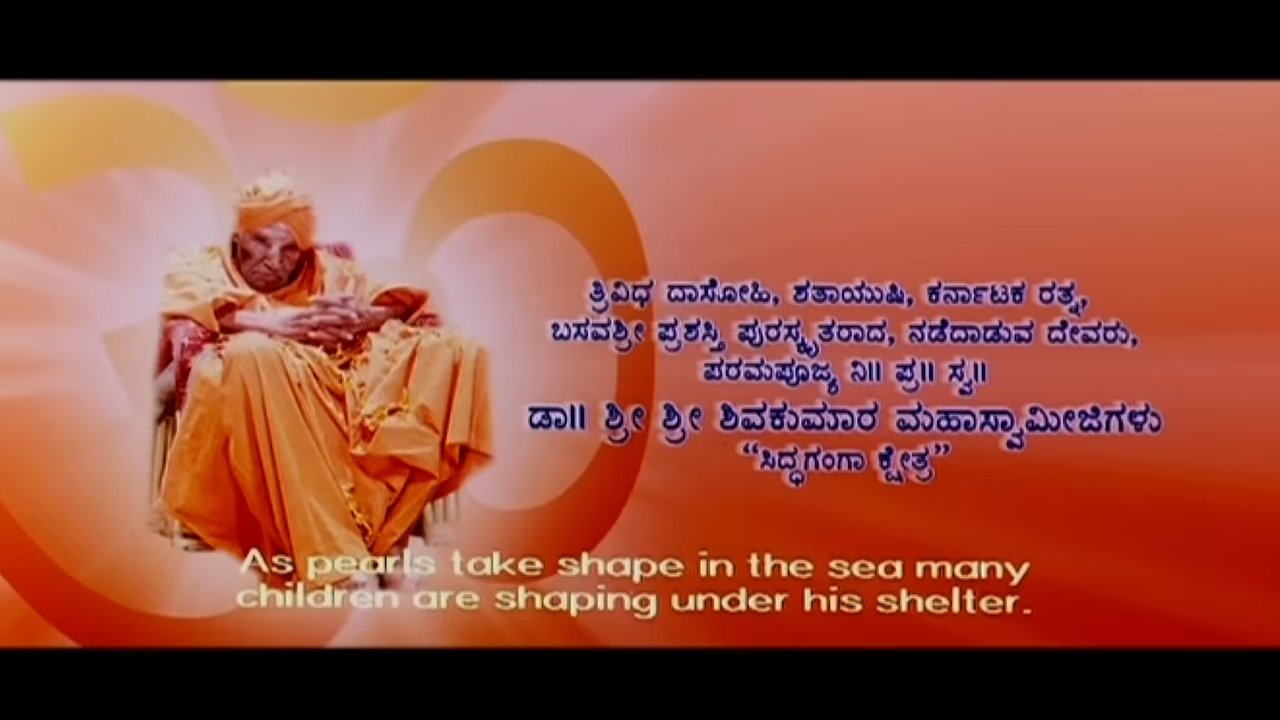 ತ್ರಿವಿಧ ದಾಸೋಹಿ, ಶತಾಯುಷಿ, ಕರ್ನಾಟಕ ರತ್ನ,
ಬಸವಶ್ರೀ ಪ್ರಶಸ್ತಿ ಪುರಸ್ಕೃತರಾದ, ನಡೆದಾಡುವ ದೇವರು,
ಪರಮಪೂಜ್ಯ ನಿ॥ ಪ್ರ॥ ಸ್ವ॥
ಡಾ॥ ಶ್ರೀ ಶ್ರೀ ಶಿವಕುಮಾರ ಮಹಾಸ್ವಾಮೀಜಿಗಳು
“ಸಿದ್ಧಗಂಗಾ ಕ್ಷೇತ್ರ”
As pearls take shape in the sea many
children are shaping under his shelter.